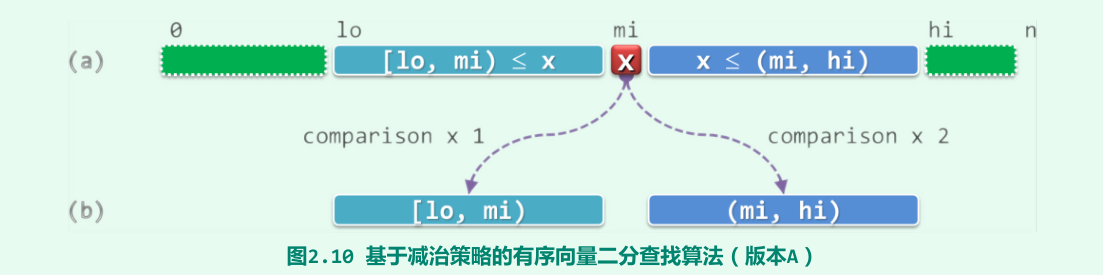 0 lo mi hi n
(a) [lo, mi) ≤ x x x ≤ (mi, hi)
comparison x 1 comparison x 2
(b) [lo, mi) (mi, hi)
图2.10 基于减治策略的有序向量二分查找算法（版本A）